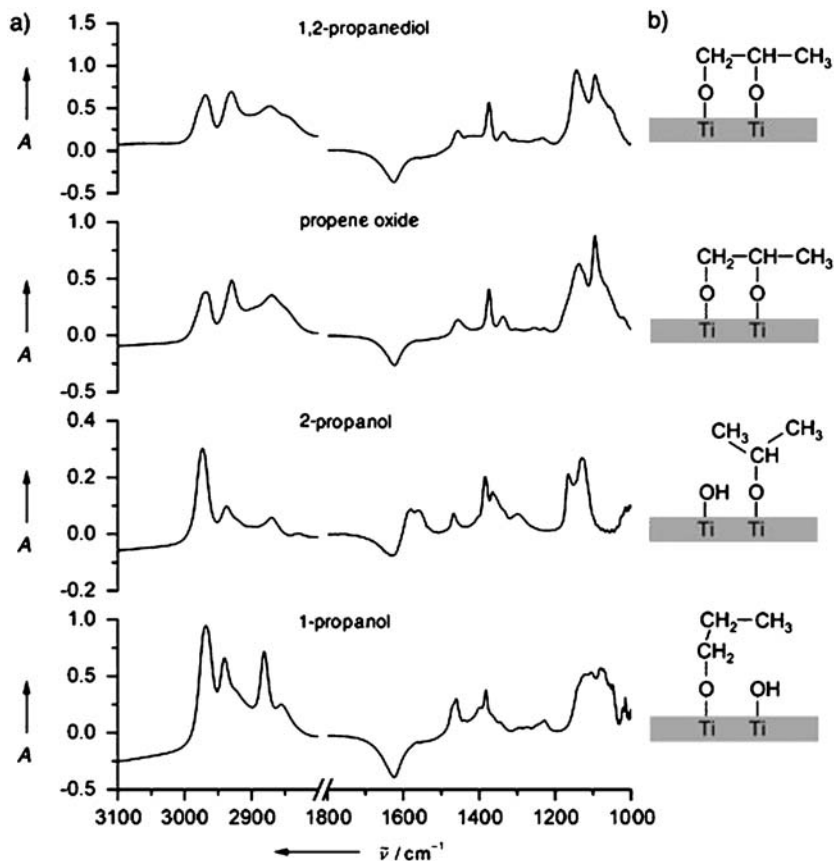 a)
1,2-propanediol
1.5
1.0
0.5
0.0
-0.5
A
propene oxide
1.0
0.5
0.0
-0.5
A
2-propanol
0.4
0.2
0.0
-0.2
A
1-propanol
1.0
0.5
0.0
-0.5
A
3100 3000 2900 1800 1600 1400 1200 1000
ṽ / cm⁻¹
b)
CH₂–CH–CH₃
O O
Ti Ti
CH₂–CH–CH₃
O O
Ti Ti
CH₃ CH₃
CH
OH O
Ti Ti
CH₂–CH₃
CH₂
O OH
Ti Ti